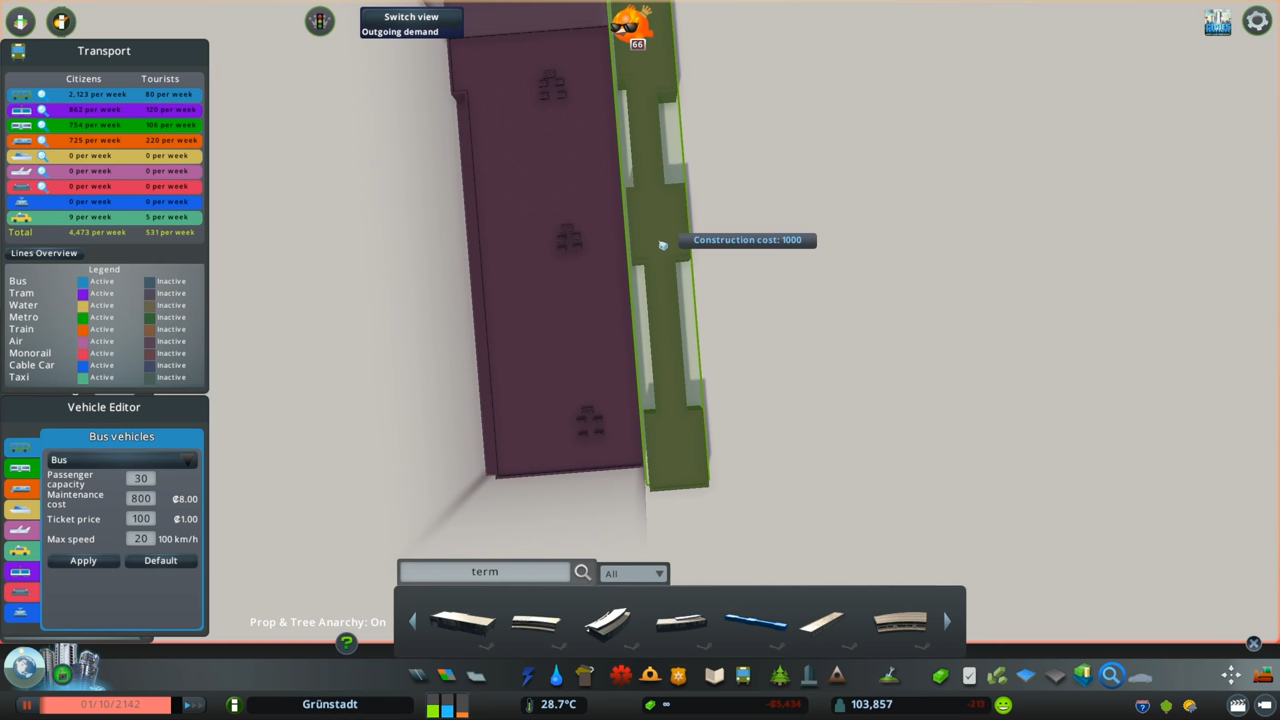 Switch view
Outgoing demand
66
Transport
Citizens Tourists
2,123 per week 80 per week
862 per week 120 per week
754 per week 106 per week
725 per week 220 per week
0 per week 0 per week
0 per week 0 per week
0 per week 0 per week
0 per week 0 per week
9 per week 5 per week
Total 4,473 per week 531 per week
Lines Overview
Legend
Bus Active Inactive
Tram Active Inactive
Water Active Inactive
Metro Active Inactive
Train Active Inactive
Air Active Inactive
Monorail Active Inactive
Cable Car Active Inactive
Taxi Active Inactive
Vehicle Editor
Bus vehicles
Bus
Passenger capacity 30
Maintenance cost 800 ₡8.00
Ticket price 100 ₡1.00
Max speed 20 100 km/h
Apply Default
Construction cost: 1000
term
All
Prop & Tree Anarchy: On
?
01/10/2142
Grünstadt
28.7°C
∞
-85,434
103,857
-213